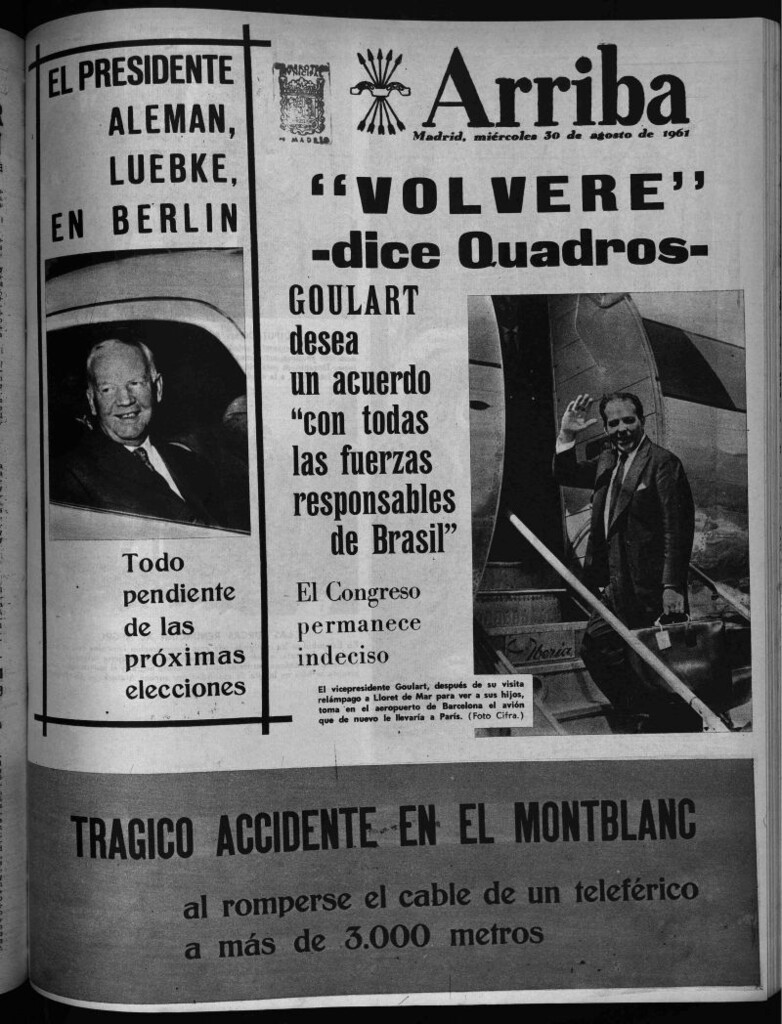 EL PRESIDENTE
ALEMAN,
LUEBKE,
EN BERLIN
Todo
pendiente
de las
próximas
elecciones
MADRID
Arriba
Madrid, miércoles 30 de agosto de 1961
“VOLVERE”
-dice Quadros-
GOULART
desea
un acuerdo
“con todas
las fuerzas
responsables
de Brasil”
El Congreso
permanece
indeciso
Iberia
El vicepresidente Goulart, después de su visita
relámpago a Lloret de Mar para ver a sus hijos,
toma en el aeropuerto de Barcelona el avión
que de nuevo le llevaría a París. (Foto Cifra.)
TRAGICO ACCIDENTE EN EL MONTBLANC
al romperse el cable de un teleférico
a más de 3.000 metros